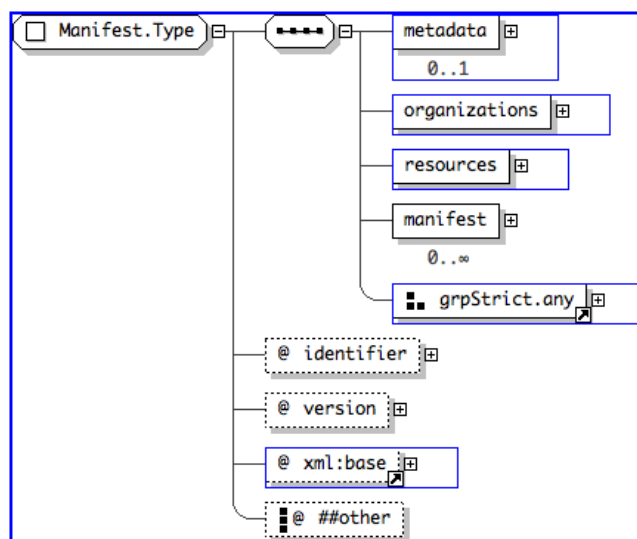 Manifest.Type
metadata
0..1
organizations
resources
manifest
0..∞
grpStrict.any
@ identifier
@ version
@ xml:base
@ ##other